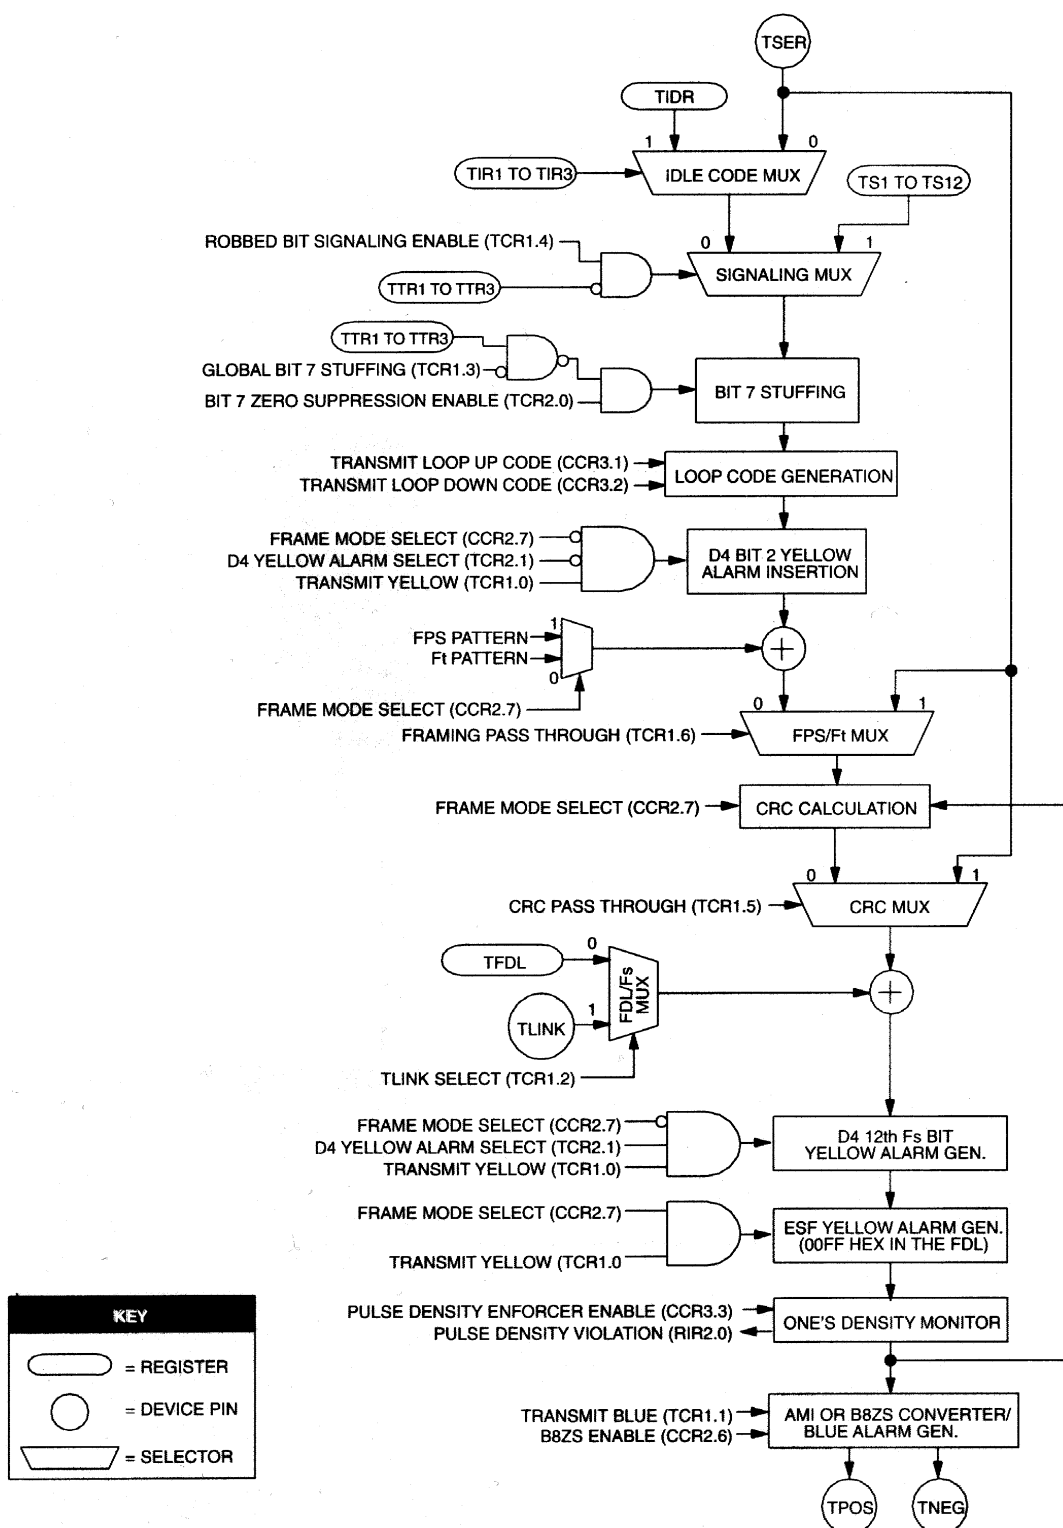 TSER
TIDR
1
0
TIR1 TO TIR3
IDLE CODE MUX
TS1 TO TS12
ROBBED BIT SIGNALING ENABLE (TCR1.4)
0
1
TTR1 TO TTR3
SIGNALING MUX
TTR1 TO TTR3
GLOBAL BIT 7 STUFFING (TCR1.3)
BIT 7 ZERO SUPPRESSION ENABLE (TCR2.0)
BIT 7 STUFFING
TRANSMIT LOOP UP CODE (CCR3.1)
TRANSMIT LOOP DOWN CODE (CCR3.2)
LOOP CODE GENERATION
FRAME MODE SELECT (CCR2.7)
D4 YELLOW ALARM SELECT (TCR2.1)
TRANSMIT YELLOW (TCR1.0)
D4 BIT 2 YELLOW
ALARM INSERTION
1
FPS PATTERN
Ft PATTERN
0
+
FRAME MODE SELECT (CCR2.7)
0
1
FRAMING PASS THROUGH (TCR1.6)
FPS/Ft MUX
FRAME MODE SELECT (CCR2.7)
CRC CALCULATION
0
1
CRC PASS THROUGH (TCR1.5)
CRC MUX
0
TFDL
FDL/Fs
MUX
+
1
TLINK
TLINK SELECT (TCR1.2)
FRAME MODE SELECT (CCR2.7)
D4 YELLOW ALARM SELECT (TCR2.1)
TRANSMIT YELLOW (TCR1.0)
D4 12th Fs BIT
YELLOW ALARM GEN.
FRAME MODE SELECT (CCR2.7)
TRANSMIT YELLOW (TCR1.0
ESF YELLOW ALARM GEN.
(00FF HEX IN THE FDL)
PULSE DENSITY ENFORCER ENABLE (CCR3.3)
PULSE DENSITY VIOLATION (RIR2.0)
ONE'S DENSITY MONITOR
TRANSMIT BLUE (TCR1.1)
B8ZS ENABLE (CCR2.6)
AMI OR B8ZS CONVERTER/
BLUE ALARM GEN.
TPOS
TNEG
KEY
= REGISTER
= DEVICE PIN
= SELECTOR